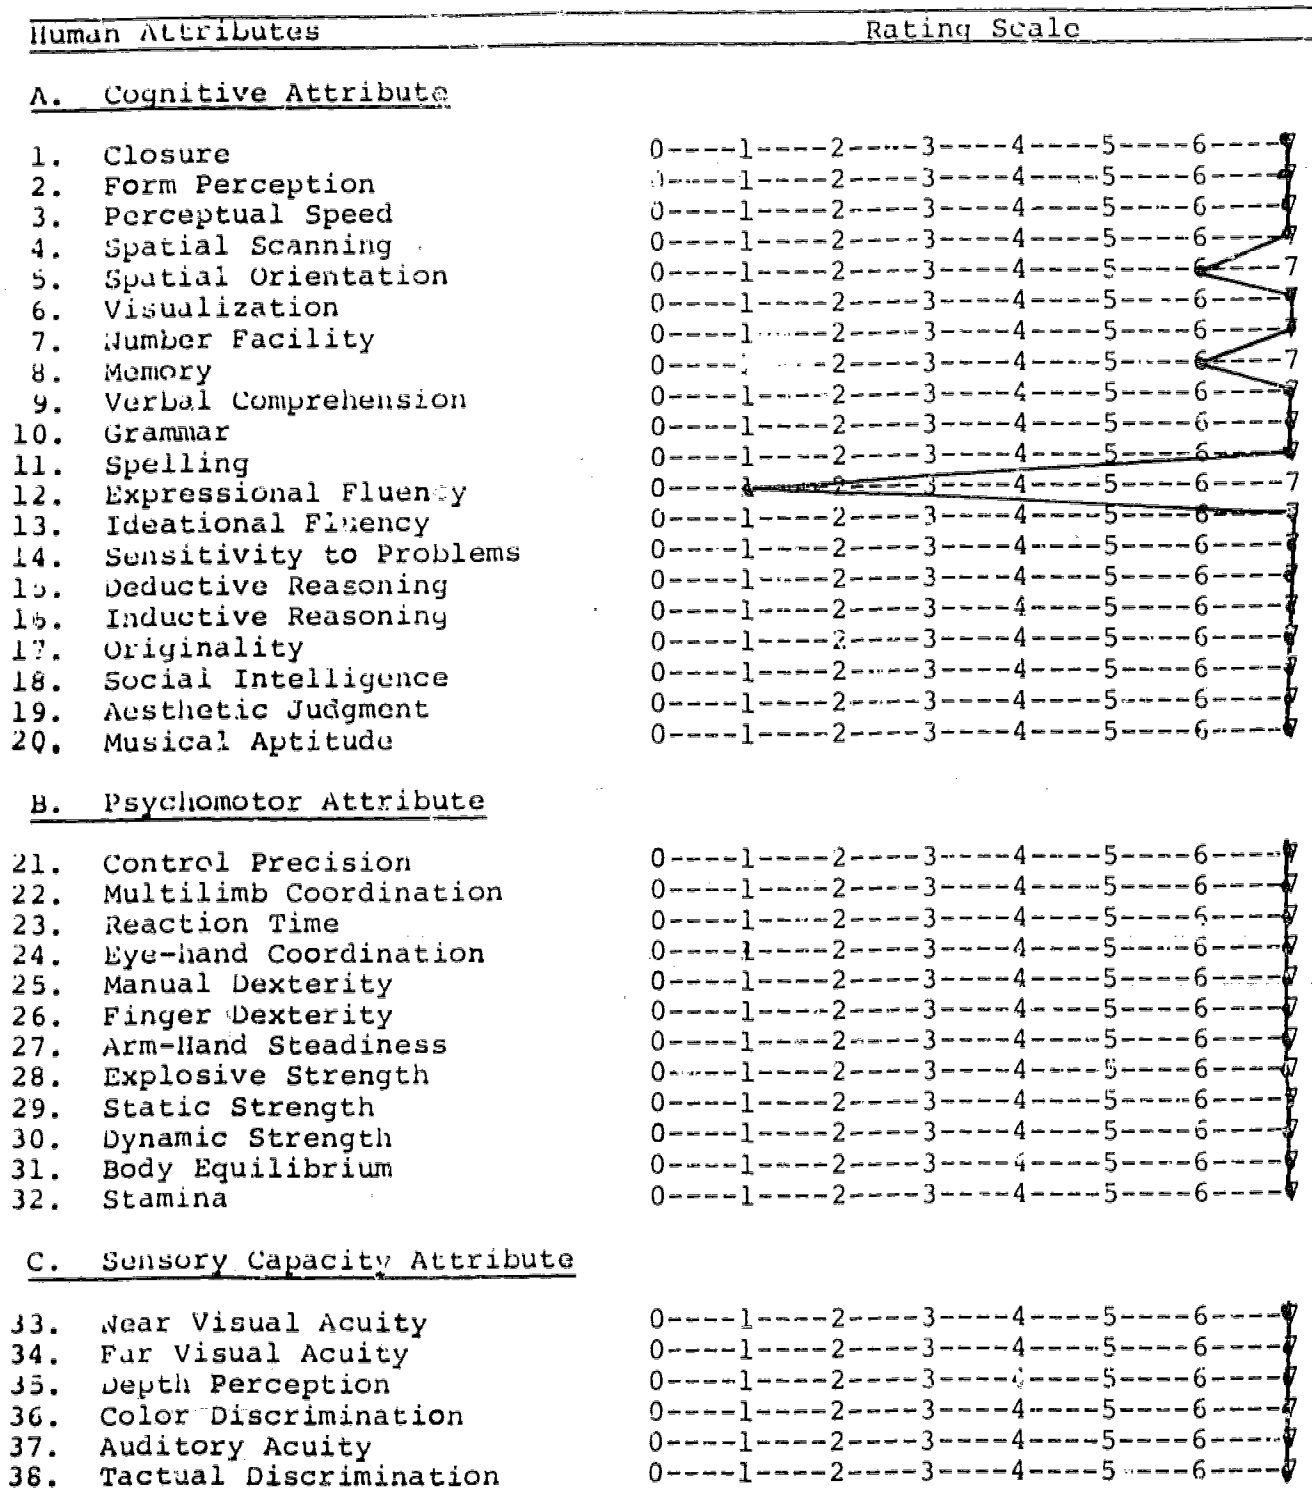 Human Attributes Rating Scale
A. Cognitive Attribute
1. Closure 0----1----2----3----4----5----6----7
2. Form Perception 0----1----2----3----4----5----6----7
3. Perceptual Speed 0----1----2----3----4----5----6----7
4. Spatial Scanning 0----1----2----3----4----5----6----7
5. Spatial Orientation 0----1----2----3----4----5----6----7
6. Visualization 0----1----2----3----4----5----6----7
7. Number Facility 0----1----2----3----4----5----6----7
8. Memory 0---- ----2----3----4----5----6----7
9. Verbal Comprehension 0----1----2----3----4----5----6----7
10. Grammar 0----1----2----3----4----5----6----7
11. Spelling 0----1----2----3----4----5----6----7
12. Expressional Fluency 0----1----2----3----4----5----6----7
13. Ideational Fluency 0----1----2----3----4----5----6----7
14. Sensitivity to Problems 0----1----2----3----4----5----6----7
15. Deductive Reasoning 0----1----2----3----4----5----6----7
16. Inductive Reasoning 0----1----2----3----4----5----6----7
17. Originality 0----1----2----3----4----5----6----7
18. Social Intelligence 0----1----2----3----4----5----6----7
19. Aesthetic Judgment 0----1----2----3----4----5----6----7
20. Musical Aptitude 0----1----2----3----4----5----6----7
B. Psychomotor Attribute
21. Control Precision 0----1----2----3----4----5----6----7
22. Multilimb Coordination 0----1----2----3----4----5----6----7
23. Reaction Time 0----1----2----3----4----5----6----7
24. Eye-hand Coordination 0----1----2----3----4----5----6----7
25. Manual Dexterity 0----1----2----3----4----5----6----7
26. Finger Dexterity 0----1----2----3----4----5----6----7
27. Arm-Hand Steadiness 0----1----2----3----4----5----6----7
28. Explosive Strength 0----1----2----3----4----5----6----7
29. Static Strength 0----1----2----3----4----5----6----7
30. Dynamic Strength 0----1----2----3----4----5----6----7
31. Body Equilibrium 0----1----2----3----4----5----6----7
32. Stamina 0----1----2----3----4----5----6----7
C. Sensory Capacity Attribute
33. Near Visual Acuity 0----1----2----3----4----5----6----7
34. Far Visual Acuity 0----1----2----3----4----5----6----7
35. Depth Perception 0----1----2----3----4----5----6----7
36. Color Discrimination 0----1----2----3----4----5----6----7
37. Auditory Acuity 0----1----2----3----4----5----6----7
38. Tactual Discrimination 0----1----2----3----4----5----6----7